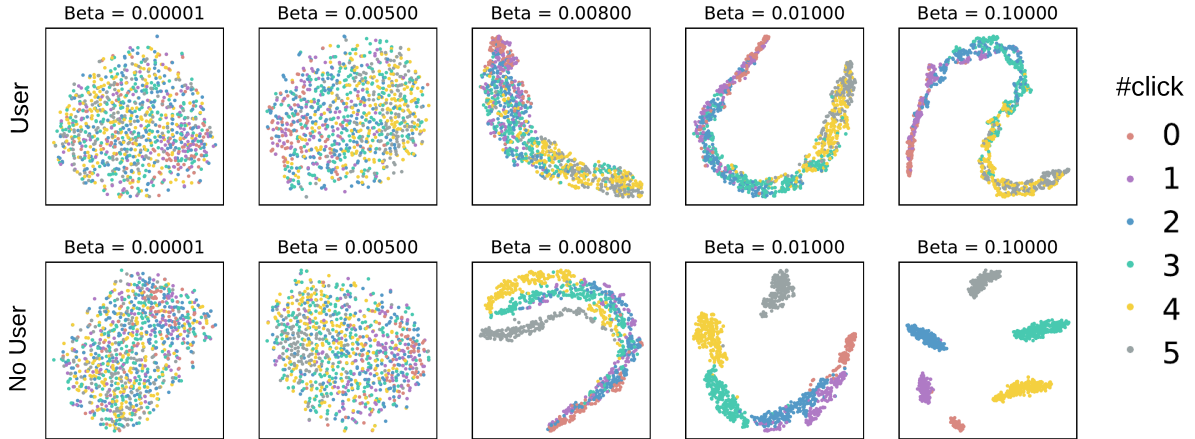 Beta = 0.00001 Beta = 0.00500 Beta = 0.00800 Beta = 0.01000 Beta = 0.10000
User
#click
0
1
2
3
4
5
Beta = 0.00001 Beta = 0.00500 Beta = 0.00800 Beta = 0.01000 Beta = 0.10000
No User